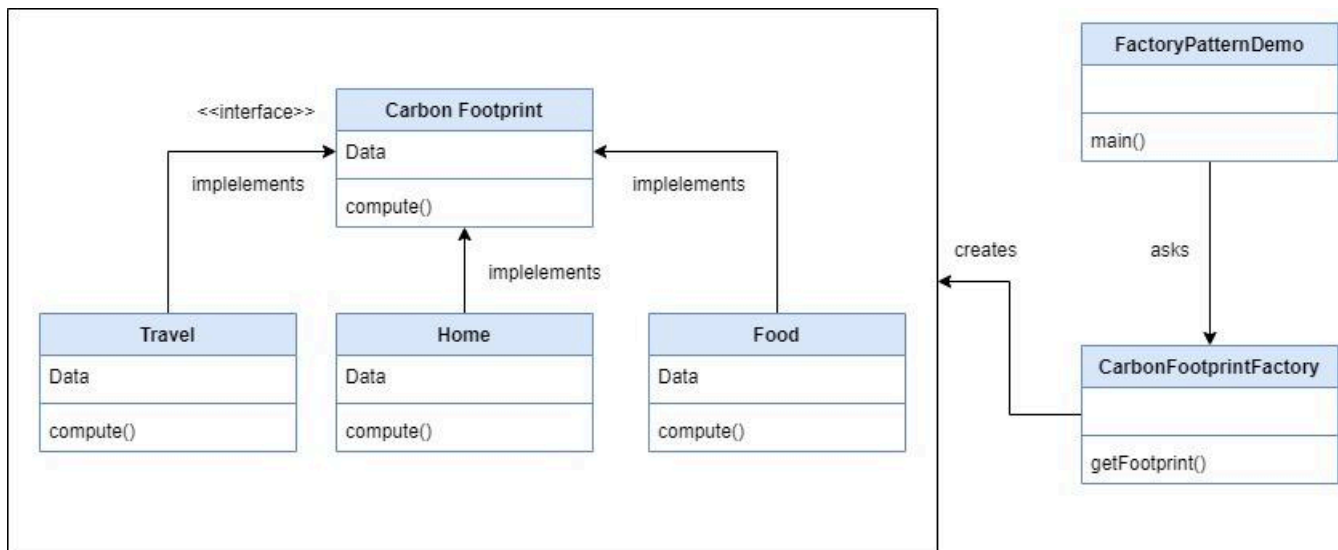 FactoryPatternDemo
main()
<<interface>>
Carbon Footprint
Data
compute()
implelements
implelements
implelements
creates
asks
Travel
Data
compute()
Home
Data
compute()
Food
Data
compute()
CarbonFootprintFactory
getFootprint()